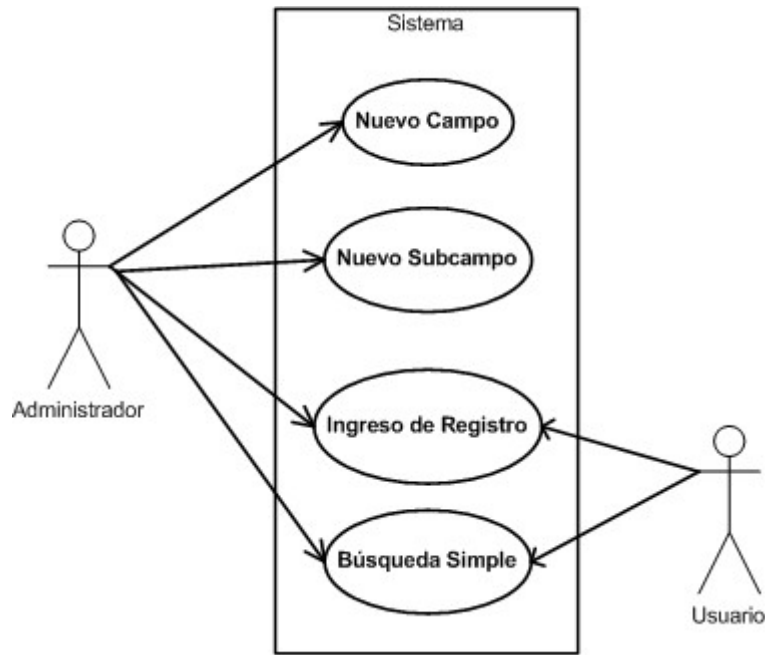 Sistema
Nuevo Campo
Nuevo Subcampo
Administrador
Ingreso de Registro
Búsqueda Simple
Usuario